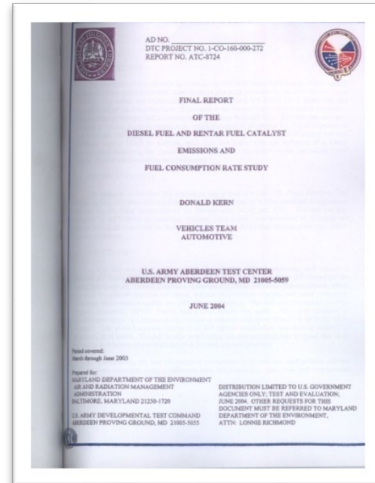 AD NO.
DTC PROJECT NO. 1-CO-160-000-272
REPORT NO. ATC-8724
FINAL REPORT
OF THE
DIESEL FUEL AND RENTAR FUEL CATALYST
EMISSIONS AND
FUEL CONSUMPTION RATE STUDY
DONALD KERN
VEHICLES TEAM
AUTOMOTIVE
U.S. ARMY ABERDEEN TEST CENTER
ABERDEEN PROVING GROUND, MD 21005-5059
JUNE 2004
Period covered:
March through June 2003
Prepared for:
MARYLAND DEPARTMENT OF THE ENVIRONMENT
AIR AND RADIATION MANAGEMENT
ADMINISTRATION
BALTIMORE, MARYLAND 21230-1720
U.S. ARMY DEVELOPMENTAL TEST COMMAND
ABERDEEN PROVING GROUND, MD 21005-5055
DISTRIBUTION LIMITED TO U.S. GOVERNMENT
AGENCIES ONLY; TEST AND EVALUATION;
JUNE 2004. OTHER REQUESTS FOR THIS
DOCUMENT MUST BE REFERRED TO MARYLAND
DEPARTMENT OF THE ENVIRONMENT,
ATTN: LONNIE RICHMOND